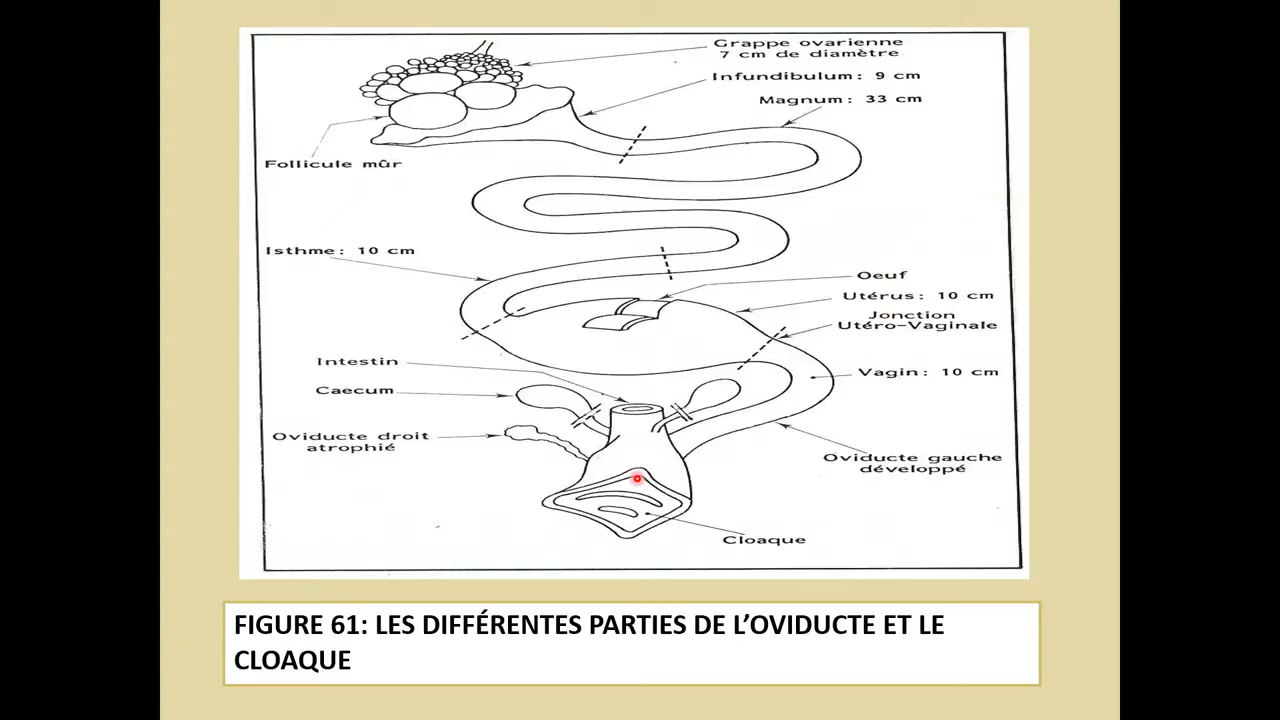 Grappe ovarienne
7 cm de diamètre
Infundibulum: 9 cm
Magnum: 33 cm
Follicule mûr
Isthme: 10 cm
Oeuf
Utérus: 10 cm
Jonction
Utéro-Vaginale
Intestin
Vagin: 10 cm
Caecum
Oviducte droit
atrophié
Oviducte gauche
développé
Cloaque
FIGURE 61: LES DIFFÉRENTES PARTIES DE L’OVIDUCTE ET LE
CLOAQUE